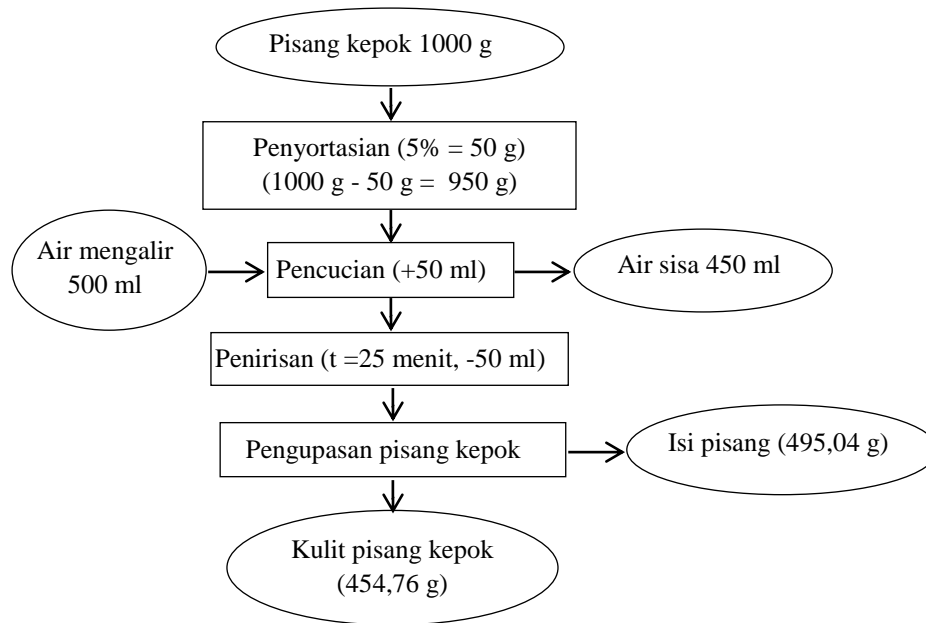 Pisang kepok 1000 g
Penyortasian (5% = 50 g)
(1000 g - 50 g = 950 g)
Air mengalir
500 ml
Pencucian (+50 ml)
Air sisa 450 ml
Penirisan (t =25 menit, -50 ml)
Pengupasan pisang kepok
Isi pisang (495,04 g)
Kulit pisang kepok
(454,76 g)